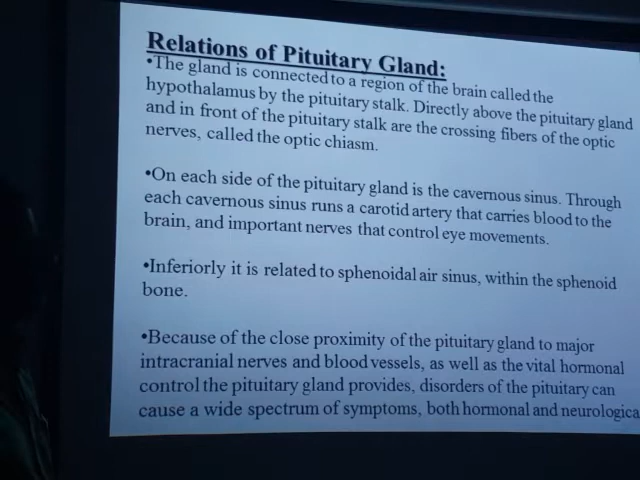 Relations of Pituitary Gland:
•The gland is connected to a region of the brain called the
hypothalamus by the pituitary stalk. Directly above the pituitary gland
and in front of the pituitary stalk are the crossing fibers of the optic
nerves, called the optic chiasm.
•On each side of the pituitary gland is the cavernous sinus. Through
each cavernous sinus runs a carotid artery that carries blood to the
brain, and important nerves that control eye movements.
•Inferiorly it is related to sphenoidal air sinus, within the sphenoid
bone.
•Because of the close proximity of the pituitary gland to major
intracranial nerves and blood vessels, as well as the vital hormonal
control the pituitary gland provides, disorders of the pituitary can
cause a wide spectrum of symptoms, both hormonal and neurologica